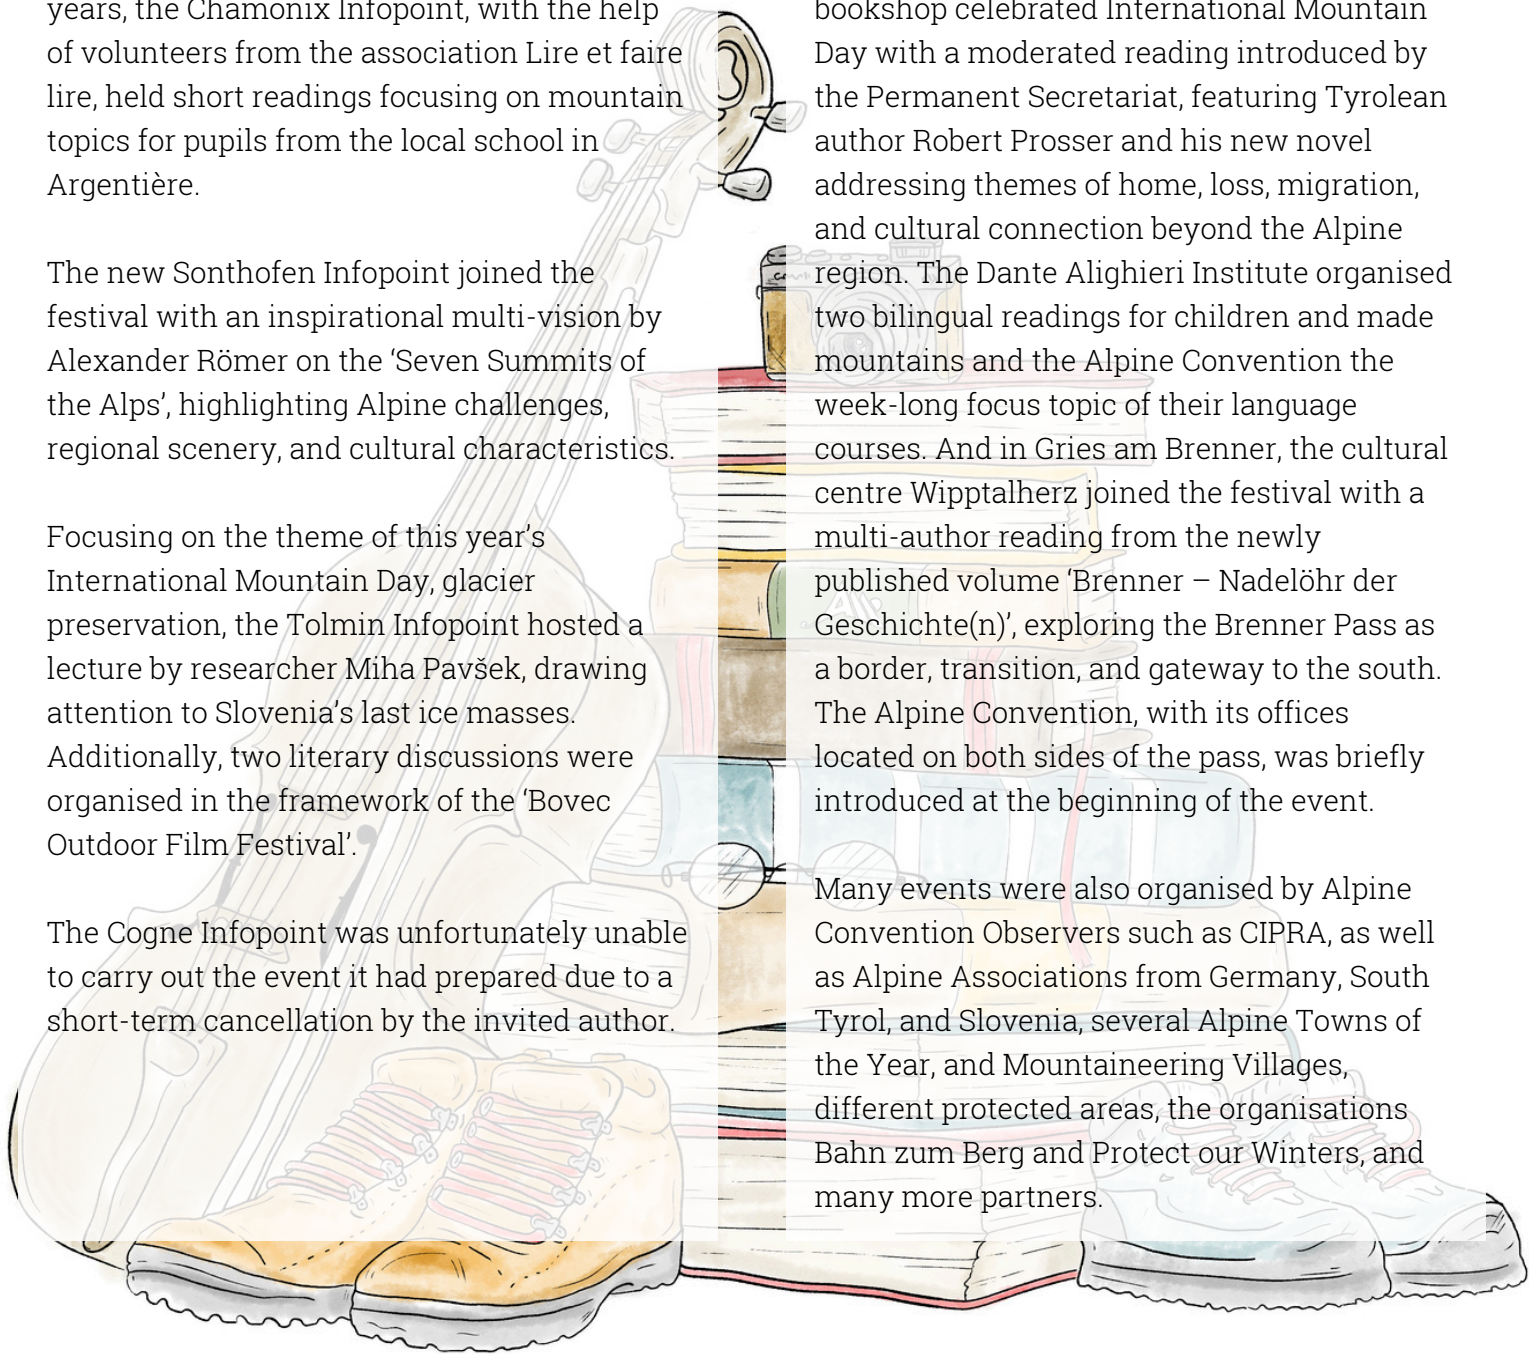 years, the Chamonix Infopoint, with the help
of volunteers from the association Lire et faire
lire, held short readings focusing on mountain
topics for pupils from the local school in
Argentière.
The new Sonthofen Infopoint joined the
festival with an inspirational multi-vision by
Alexander Römer on the ‘Seven Summits of
the Alps’, highlighting Alpine challenges,
regional scenery, and cultural characteristics.
Focusing on the theme of this year’s
International Mountain Day, glacier
preservation, the Tolmin Infopoint hosted a
lecture by researcher Miha Pavšek, drawing
attention to Slovenia’s last ice masses.
Additionally, two literary discussions were
organised in the framework of the ‘Bovec
Outdoor Film Festival’.
The Cogne Infopoint was unfortunately unable
to carry out the event it had prepared due to a
short-term cancellation by the invited author.
bookshop celebrated International Mountain
Day with a moderated reading introduced by
the Permanent Secretariat, featuring Tyrolean
author Robert Prosser and his new novel
addressing themes of home, loss, migration,
and cultural connection beyond the Alpine
region. The Dante Alighieri Institute organised
two bilingual readings for children and made
mountains and the Alpine Convention the
week-long focus topic of their language
courses. And in Gries am Brenner, the cultural
centre Wipptalherz joined the festival with a
multi-author reading from the newly
published volume ‘Brenner – Nadelöhr der
Geschichte(n)’, exploring the Brenner Pass as
a border, transition, and gateway to the south.
The Alpine Convention, with its offices
located on both sides of the pass, was briefly
introduced at the beginning of the event.
Many events were also organised by Alpine
Convention Observers such as CIPRA, as well
as Alpine Associations from Germany, South
Tyrol, and Slovenia, several Alpine Towns of
the Year, and Mountaineering Villages,
different protected areas, the organisations
Bahn zum Berg and Protect our Winters, and
many more partners.